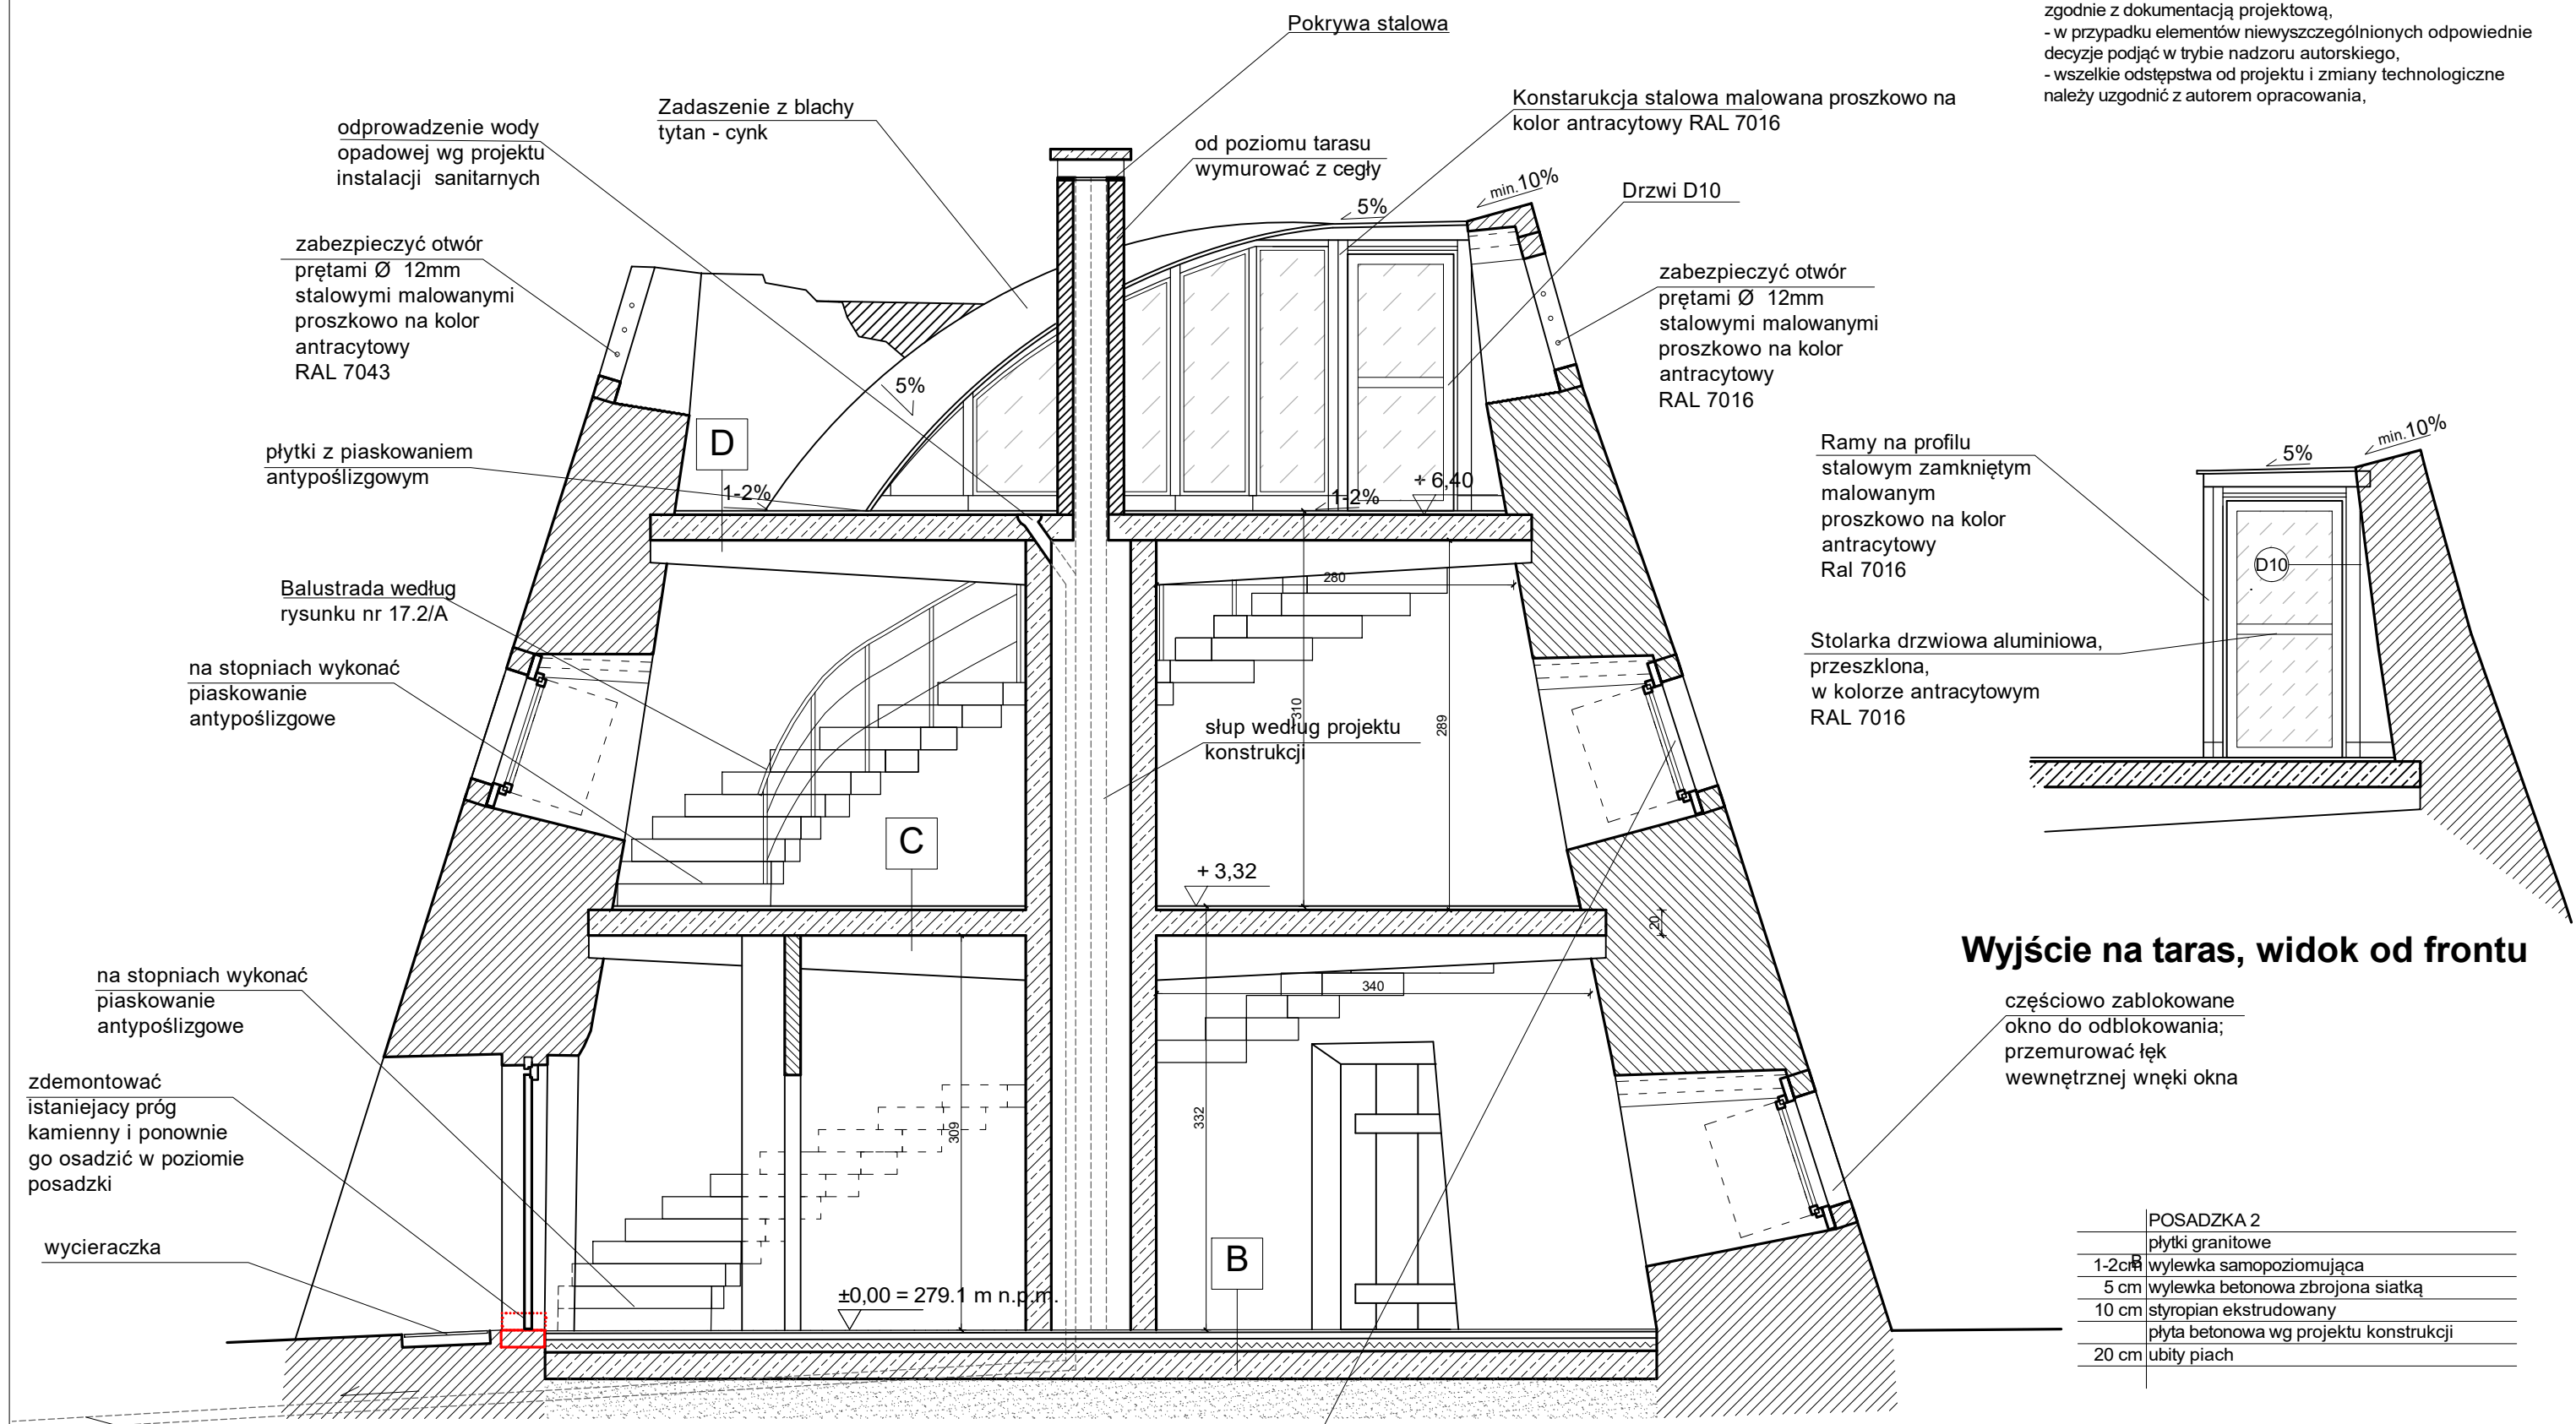 zgodnie z dokumentacją projektową,
- w przypadku elementów niewyszczególnionych odpowiednie
decyzje podjąć w trybie nadzoru autorskiego,
- wszelkie odstępstwa od projektu i zmiany technologiczne
należy uzgodnić z autorem opracowania,
Pokrywa stalowa
Zadaszenie z blachy
tytan - cynk
Konstarukcja stalowa malowana proszkowo na
kolor antracytowy RAL 7016
odprowadzenie wody
opadowej wg projektu
instalacji sanitarnych
od poziomu tarasu
wymurować z cegły
min.10%
5%
Drzwi D10
zabezpieczyć otwór
prętami Ø 12mm
stalowymi malowanymi
proszkowo na kolor
antracytowy
RAL 7043
zabezpieczyć otwór
prętami Ø 12mm
stalowymi malowanymi
proszkowo na kolor
antracytowy
RAL 7016
5%
D
płytki z piaskowaniem
antypoślizgowym
1-2%
1-2%
+ 6,40
Ramy na profilu
stalowym zamkniętym
malowanym
proszkowo na kolor
antracytowy
Ral 7016
5%
min.10%
D10
Balustrada według
rysunku nr 17.2/A
280
na stopniach wykonać
piaskowanie
antypoślizgowe
Stolarka drzwiowa aluminiowa,
przeszklona,
w kolorze antracytowym
RAL 7016
310
289
słup według projektu
konstrukcji
C
+ 3,32
20
Wyjście na taras, widok od frontu
na stopniach wykonać
piaskowanie
antypoślizgowe
340
częściowo zablokowane
okno do odblokowania;
przemurować łęk
wewnętrznej wnęki okna
zdemontować
istaniejacy próg
kamienny i ponownie
go osadzić w poziomie
posadzki
309
332
wycieraczka
B
±0,00 = 279.1 m n.p.m.
POSADZKA 2
płytki granitowe
B
1-2cm wylewka samopoziomująca
5 cm wylewka betonowa zbrojona siatką
10 cm styropian ekstrudowany
płyta betonowa wg projektu konstrukcji
20 cm ubity piach